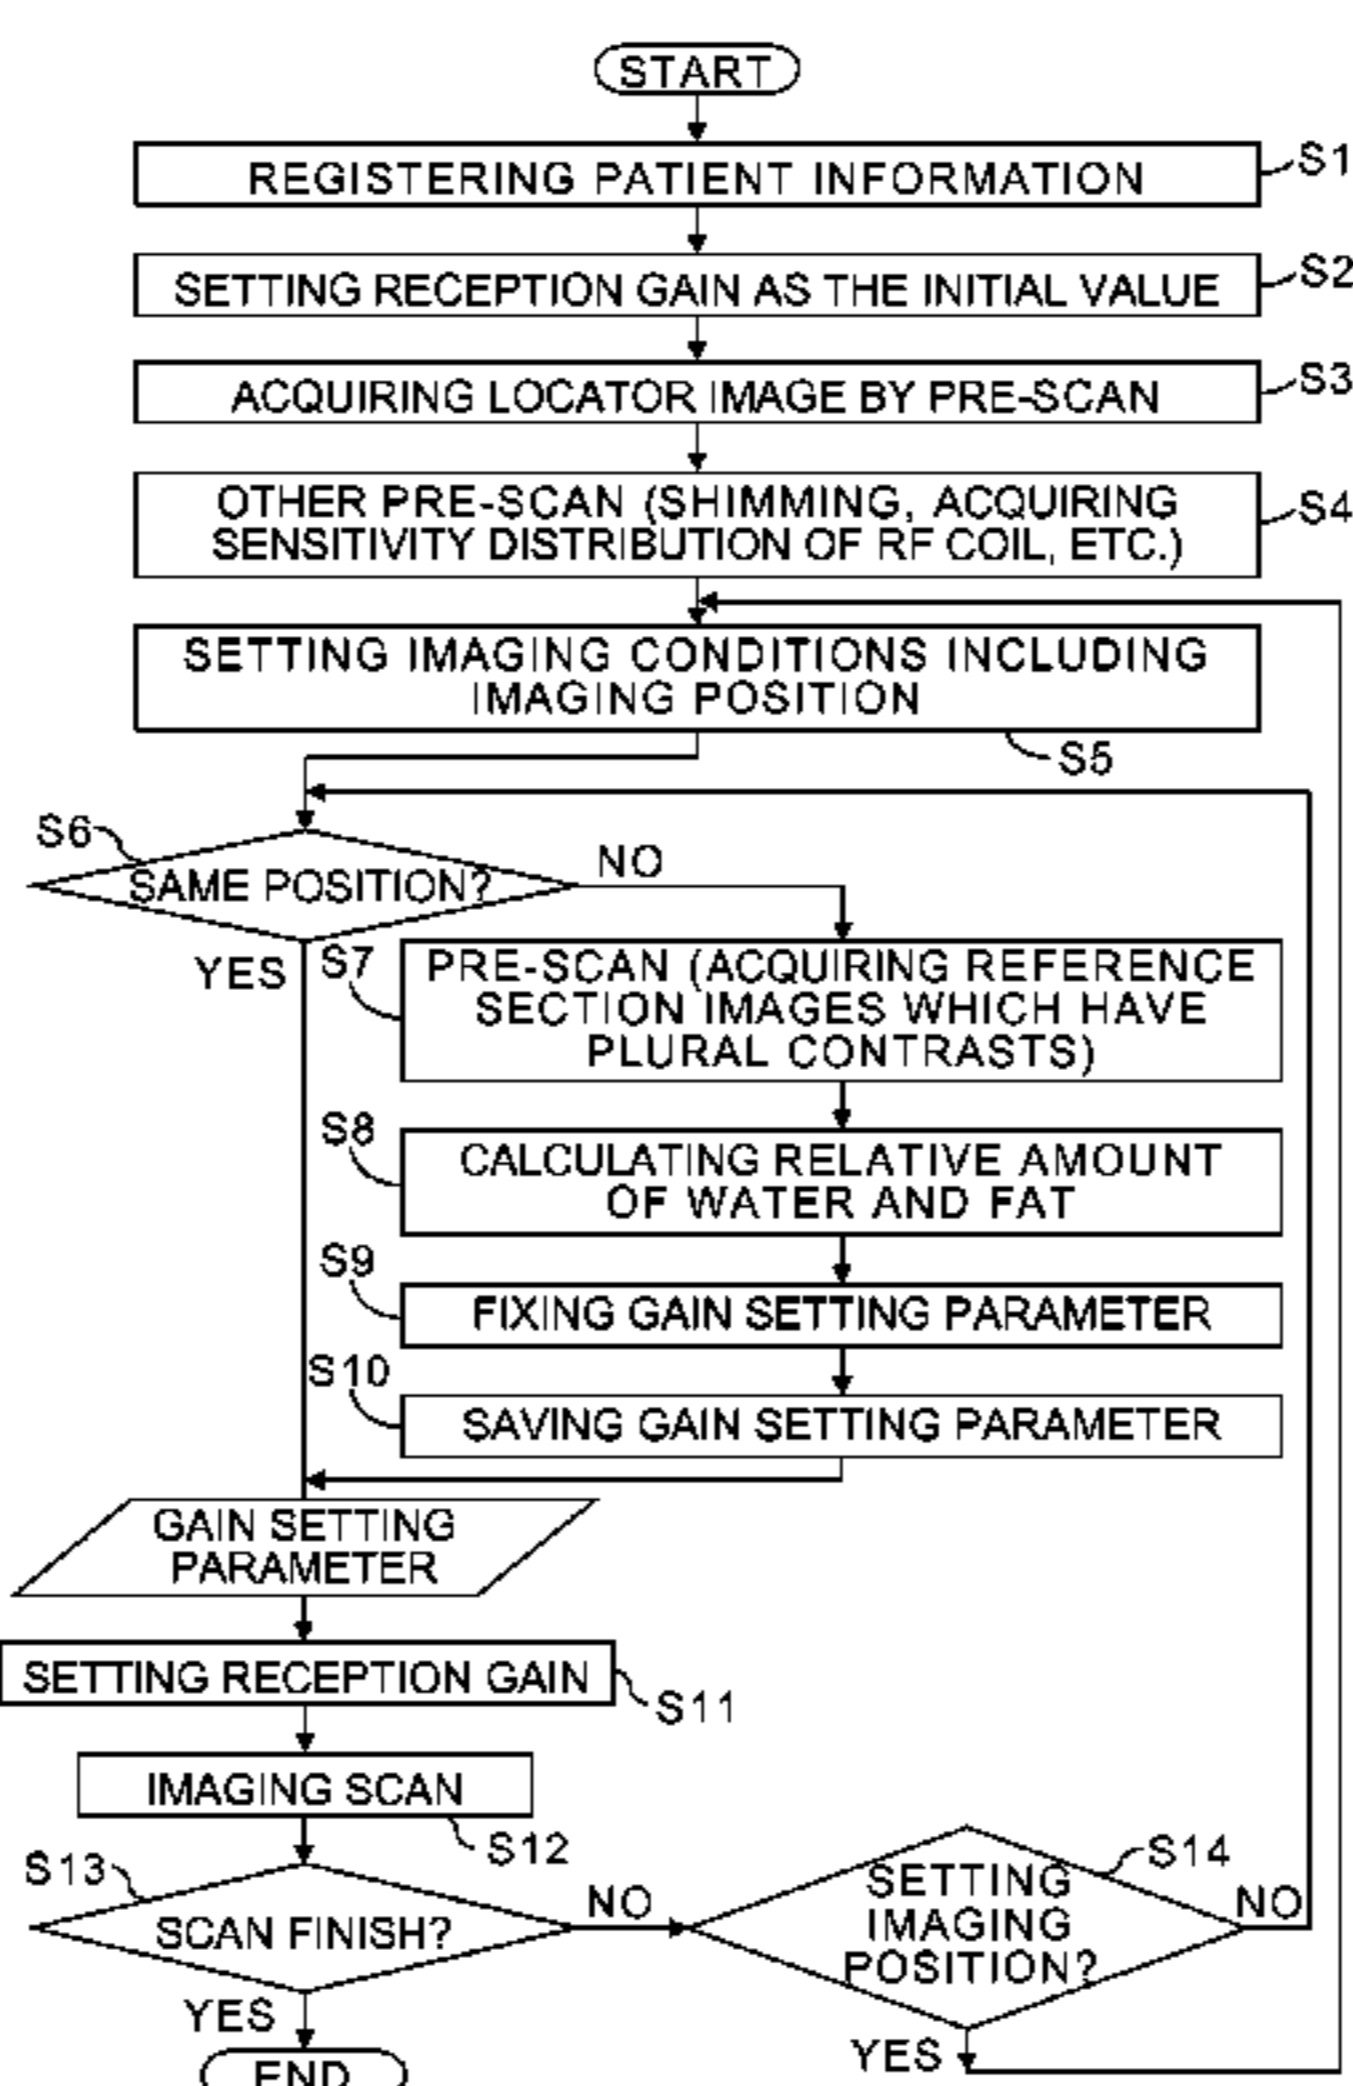 START
REGISTERING PATIENT INFORMATION
S1
SETTING RECEPTION GAIN AS THE INITIAL VALUE
S2
ACQUIRING LOCATOR IMAGE BY PRE-SCAN
S3
OTHER PRE-SCAN (SHIMMING, ACQUIRING
SENSITIVITY DISTRIBUTION OF RF COIL, ETC.)
S4
SETTING IMAGING CONDITIONS INCLUDING
IMAGING POSITION
S5
S6
SAME POSITION?
NO
YES
S7
PRE-SCAN (ACQUIRING REFERENCE
SECTION IMAGES WHICH HAVE
PLURAL CONTRASTS)
S8
CALCULATING RELATIVE AMOUNT
OF WATER AND FAT
S9
FIXING GAIN SETTING PARAMETER
S10
SAVING GAIN SETTING PARAMETER
GAIN SETTING
PARAMETER
SETTING RECEPTION GAIN
S11
IMAGING SCAN
S12
S13
SCAN FINISH?
NO
YES
S14
SETTING
IMAGING
POSITION?
NO
YES
END